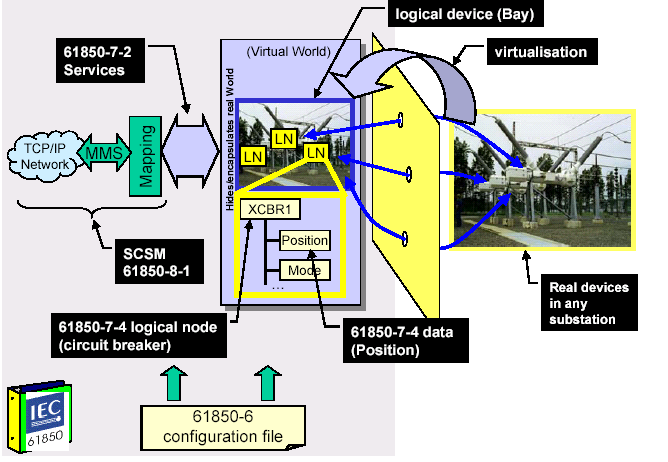 logical device (Bay)
61850-7-2
Services
(Virtual World)
virtualisation
Hides/encapsulates real World
TCP/IP
Network
MMS
Mapping
LN
LN
LN
XCBR1
Position
Mode
...
SCSM
61850-8-1
Real devices
in any
substation
61850-7-4 logical node
(circuit breaker)
61850-7-4 data
(Position)
IEC
61850
61850-6
configuration file